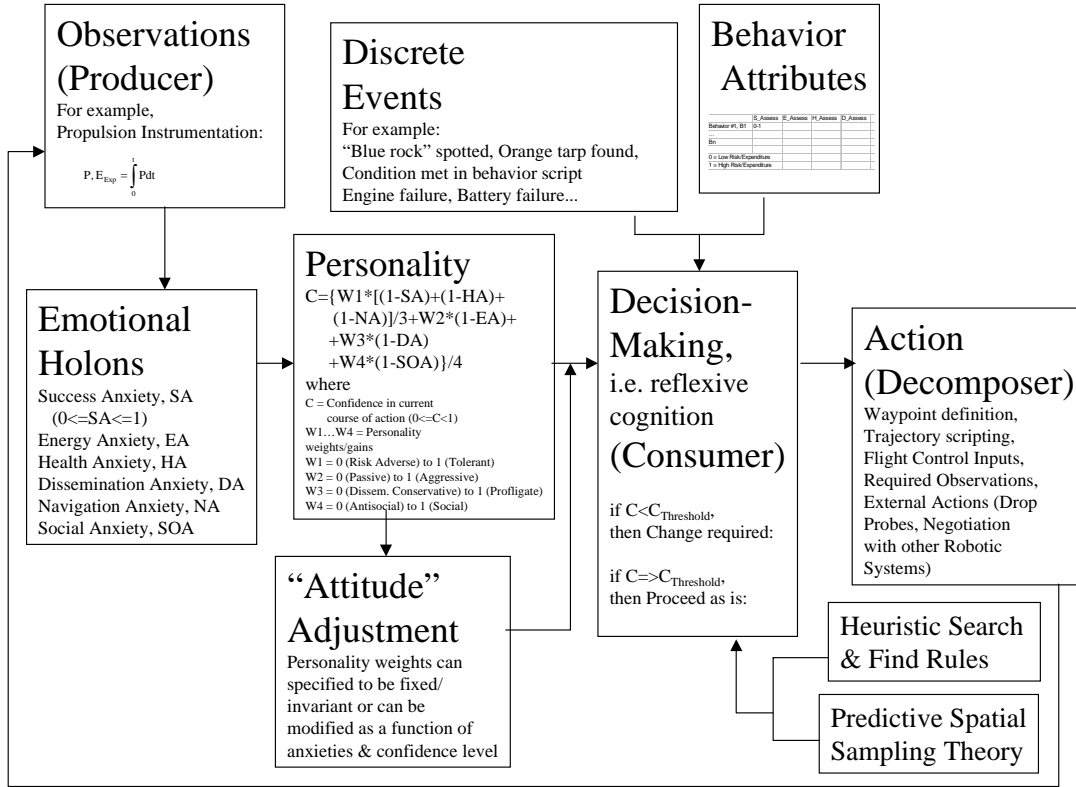 Observations
(Producer)
For example,
Propulsion Instrumentation:
P, E_Exp = ∫_0^t Pdt
Discrete
Events
For example:
“Blue rock” spotted, Orange tarp found,
Condition met in behavior script
Engine failure, Battery failure...
Behavior
Attributes
S_Assess E_Assess H_Assess D_Assess
Behavior #1, B1 0-1
...
Bn
0 = Low Risk/Expenditure
1 = High Risk/Expenditure
Emotional
Holons
Success Anxiety, SA
(0<=SA<=1)
Energy Anxiety, EA
Health Anxiety, HA
Dissemination Anxiety, DA
Navigation Anxiety, NA
Social Anxiety, SOA
Personality
C={W1*[(1-SA)+(1-HA)+
(1-NA)]/3+W2*(1-EA)+
+W3*(1-DA)
+W4*(1-SOA)}/4
where
C = Confidence in current
course of action (0<=C<1)
W1…W4 = Personality
weights/gains
W1 = 0 (Risk Adverse) to 1 (Tolerant)
W2 = 0 (Passive) to 1 (Aggressive)
W3 = 0 (Dissem. Conservative) to 1 (Profligate)
W4 = 0 (Antisocial) to 1 (Social)
“Attitude”
Adjustment
Personality weights can
specified to be fixed/
invariant or can be
modified as a function of
anxieties & confidence level
Decision-
Making,
i.e. reflexive
cognition
(Consumer)
if C<C_Threshold,
then Change required:
if C=>C_Threshold,
then Proceed as is:
Action
(Decomposer)
Waypoint definition,
Trajectory scripting,
Flight Control Inputs,
Required Observations,
External Actions (Drop
Probes, Negotiation
with other Robotic
Systems)
Heuristic Search
& Find Rules
Predictive Spatial
Sampling Theory